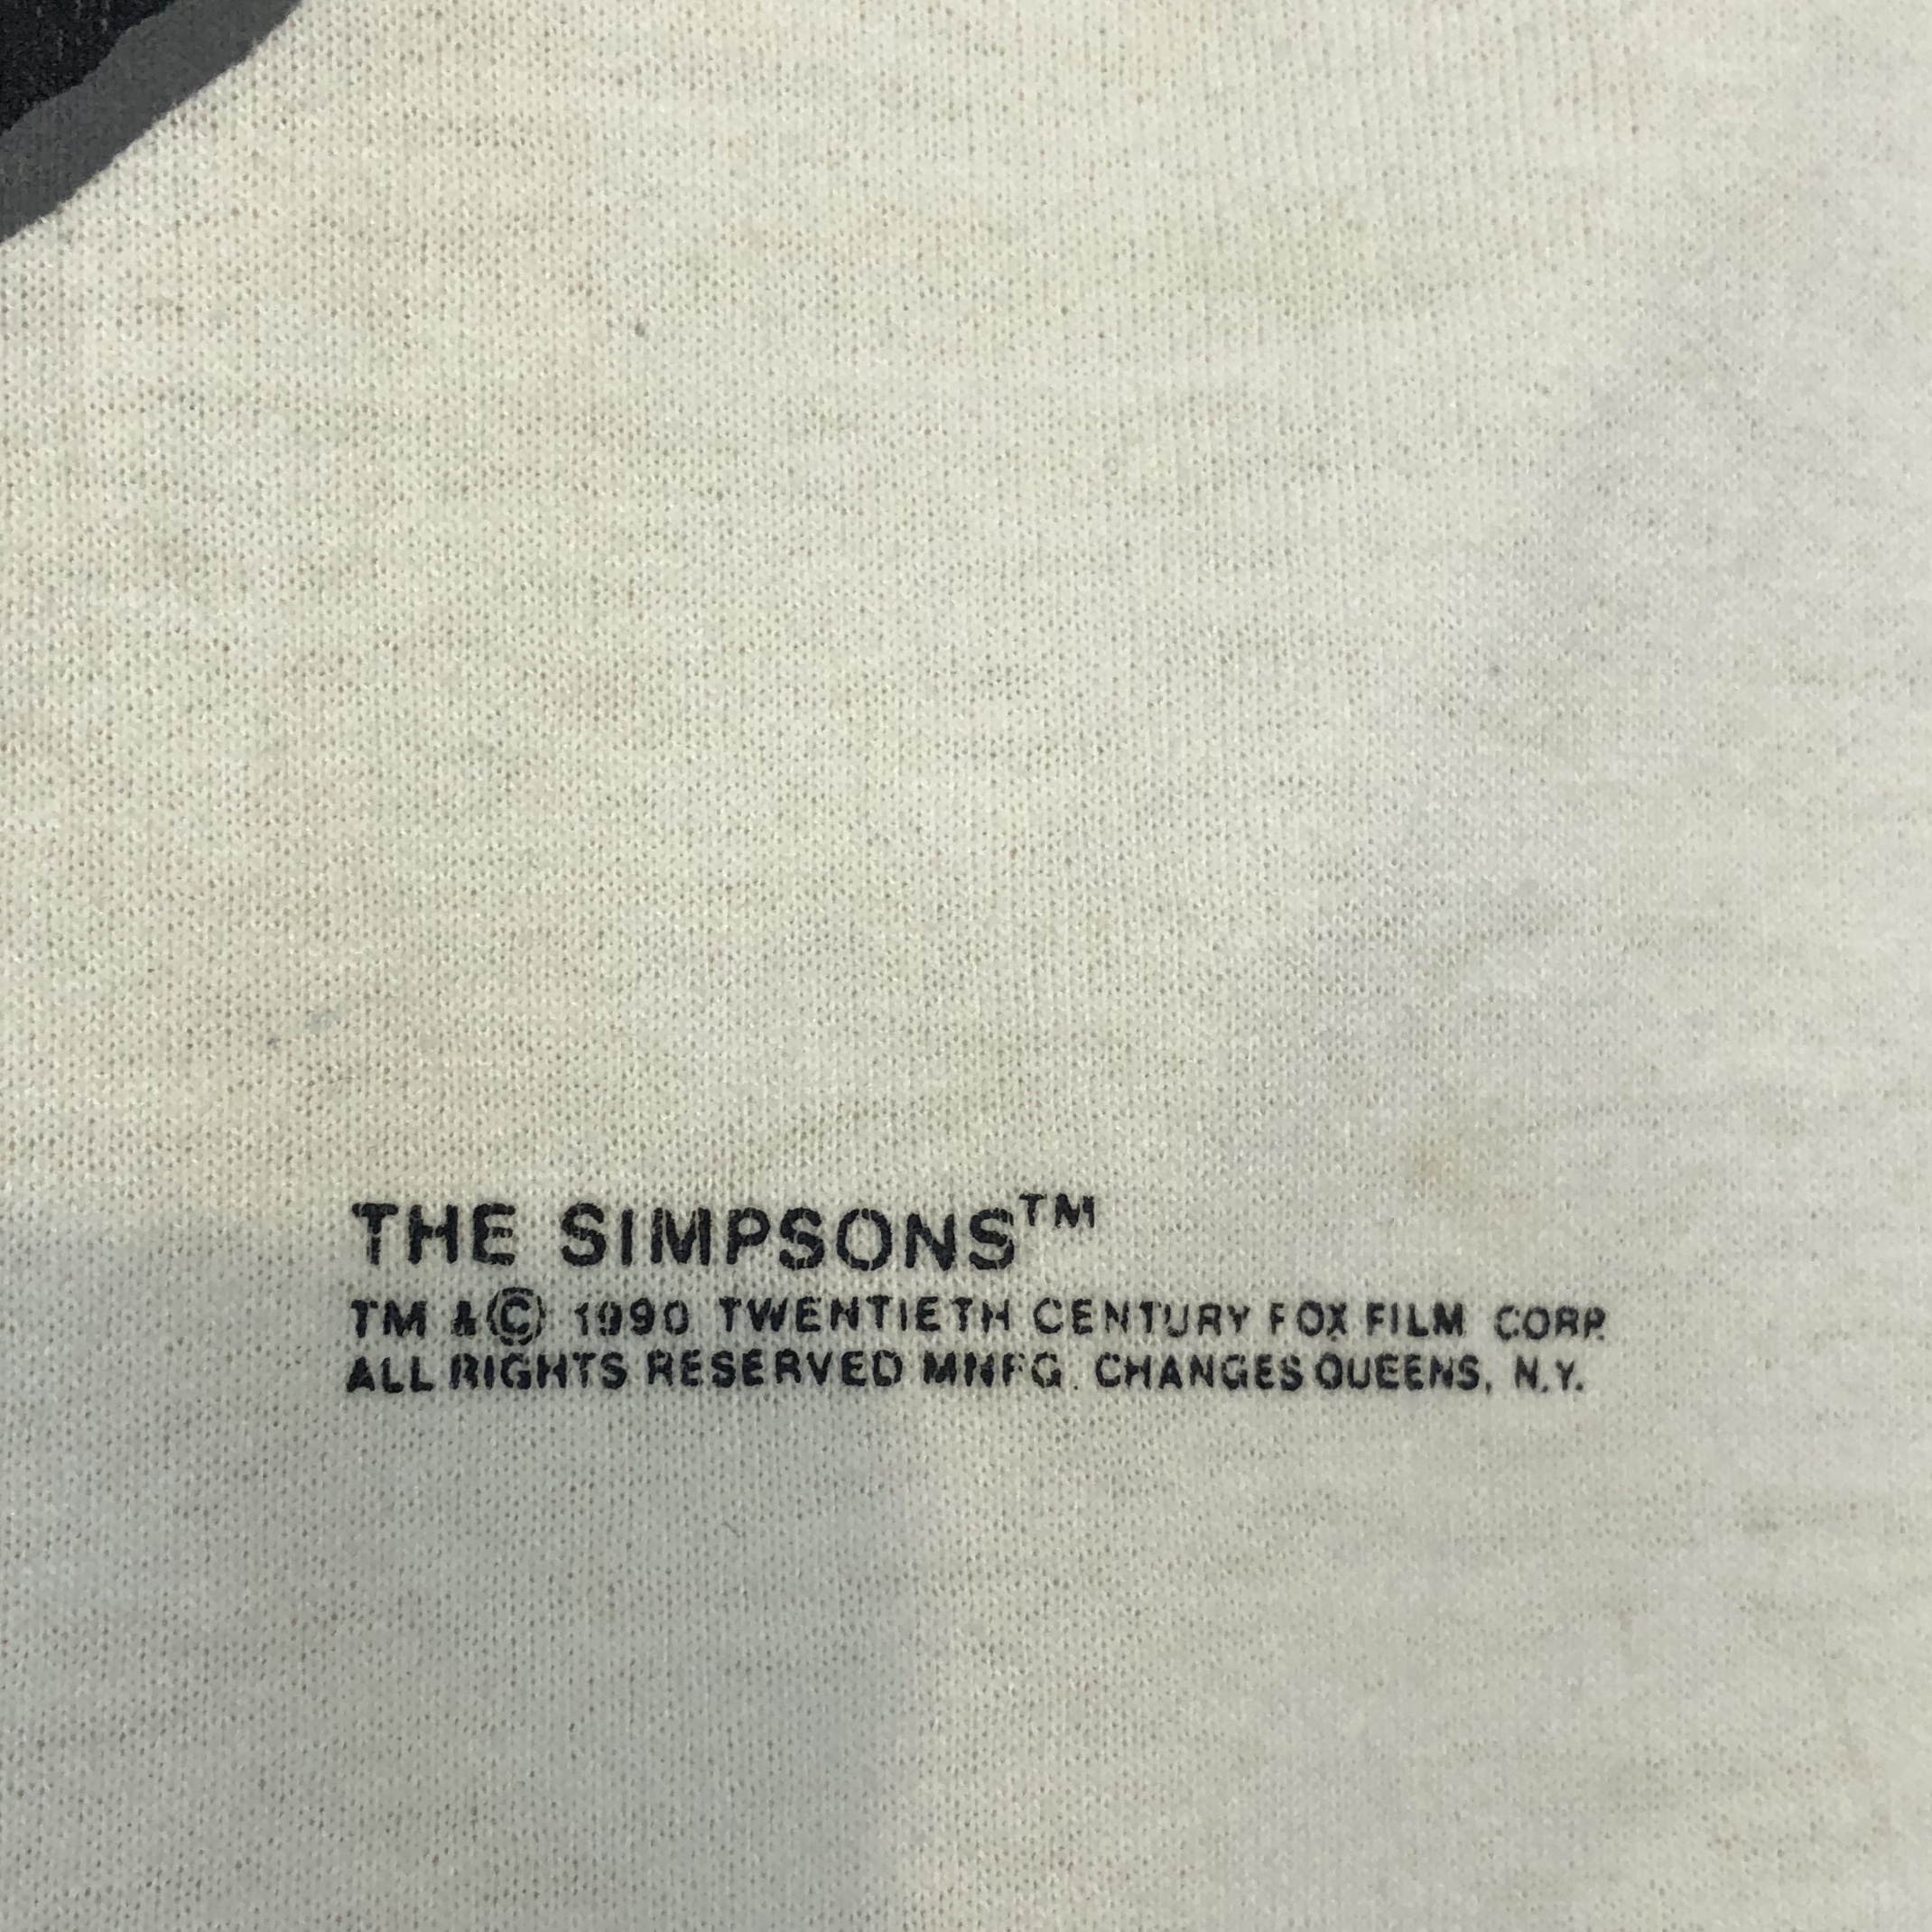 THE SIMPSONS™
TM & © 1990 TWENTIETH CENTURY FOX FILM CORP.
ALL RIGHTS RESERVED MNFG. CHANGES QUEENS, N.Y.